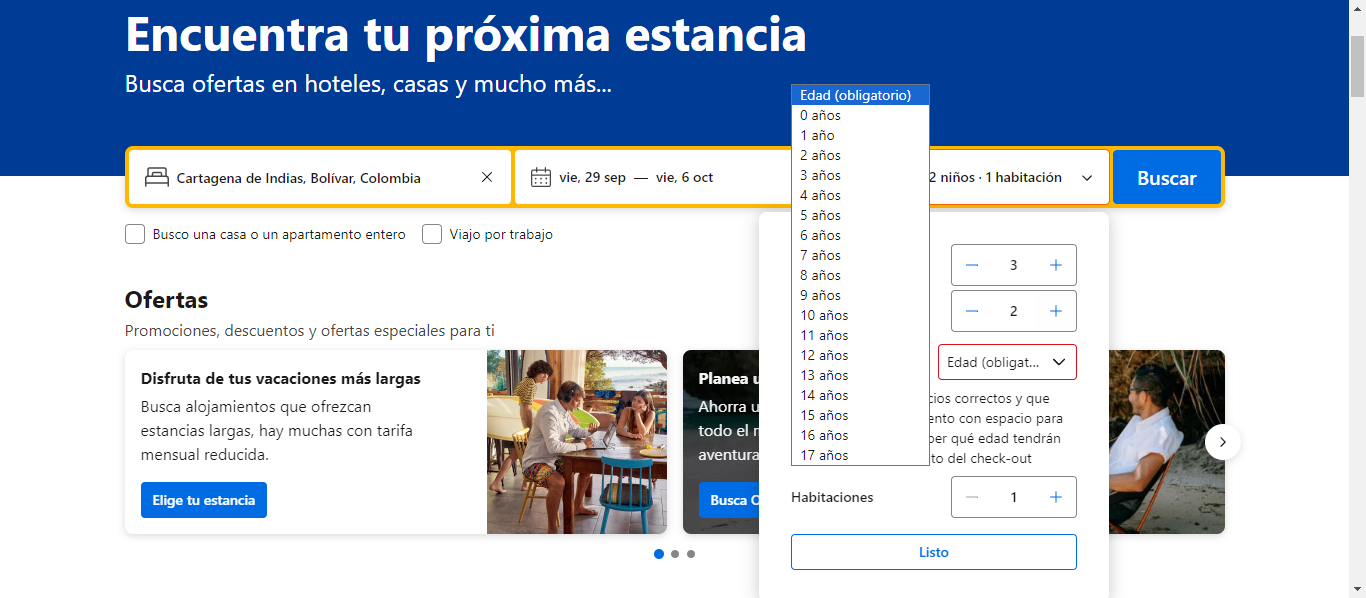 Encuentra tu próxima estancia
Busca ofertas en hoteles, casas y mucho más...
Cartagena de Indias, Bolívar, Colombia
vie, 29 sep — vie, 6 oct
2 niños · 1 habitación
Buscar
Busco una casa o un apartamento entero
Viajo por trabajo
Edad (obligatorio)
0 años
1 año
2 años
3 años
4 años
5 años
6 años
7 años
8 años
9 años
10 años
11 años
12 años
13 años
14 años
15 años
16 años
17 años
3
2
Edad (obligat...
correctos y que
con espacio para
qué edad tendrán
del check-out
Habitaciones
1
Listo
Ofertas
Promociones, descuentos y ofertas especiales para ti
Disfruta de tus vacaciones más largas
Busca alojamientos que ofrezcan
estancias largas, hay muchas con tarifa
mensual reducida.
Elige tu estancia
Planea
Ahorra
todo el
aventura
Busca